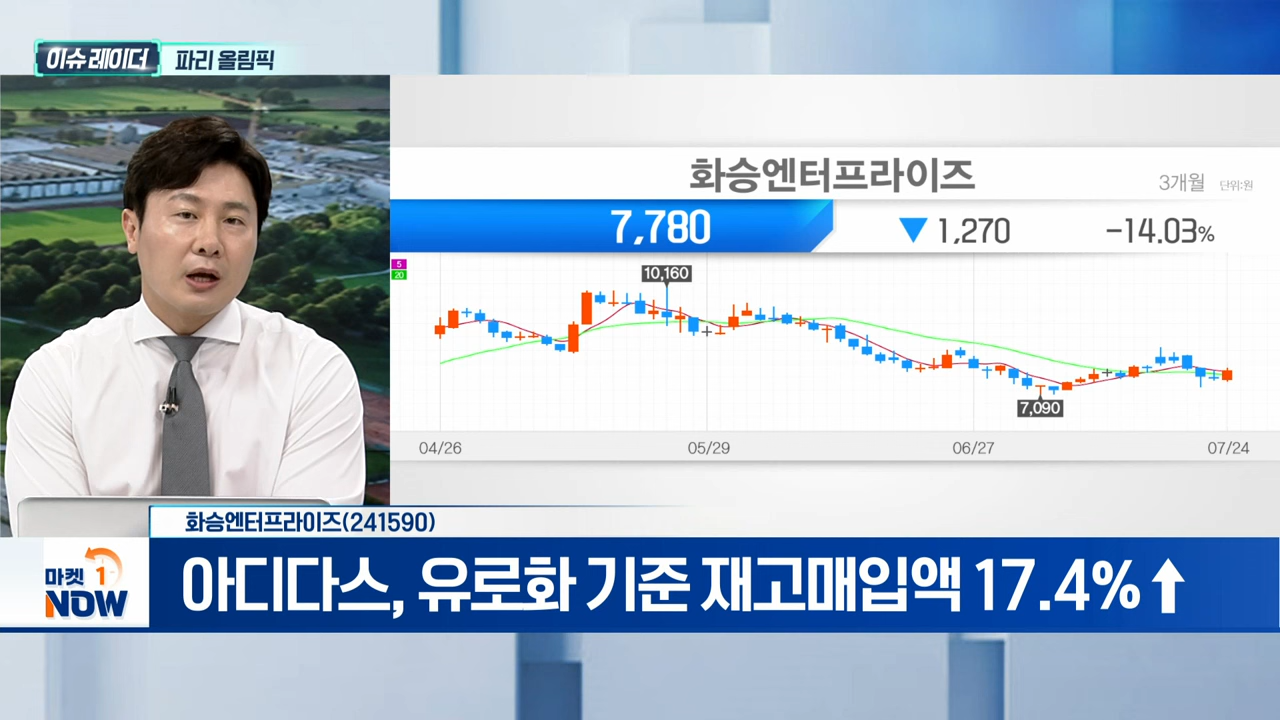 이슈 레이더 파리 올림픽
화승엔터프라이즈
3개월 단위:원
7,780 ▼ 1,270 -14.03%
5
20
10,160
7,090
04/26 05/29 06/27 07/24
화승엔터프라이즈(241590)
마켓 1
NOW
아디다스, 유로화 기준 재고매입액 17.4%↑